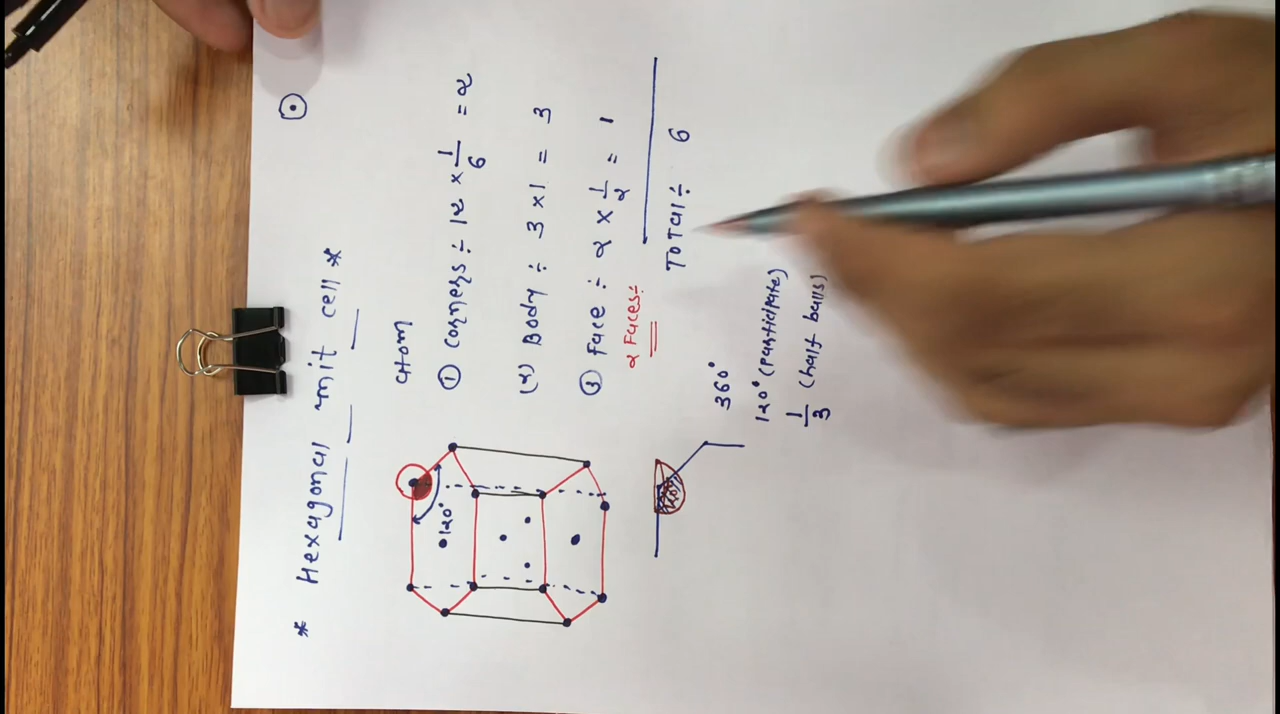 * Hexagonal unit cell *
Atom
① Corners ÷ 12 × 1/6 = 2
(2) Body ÷ 3 × 1 = 3
③ Face ÷ 2 × 1/2 = 1
2 Faces ÷
Total ÷ 6
120°
360°
120° (participate)
1/3 (half balls)
120°